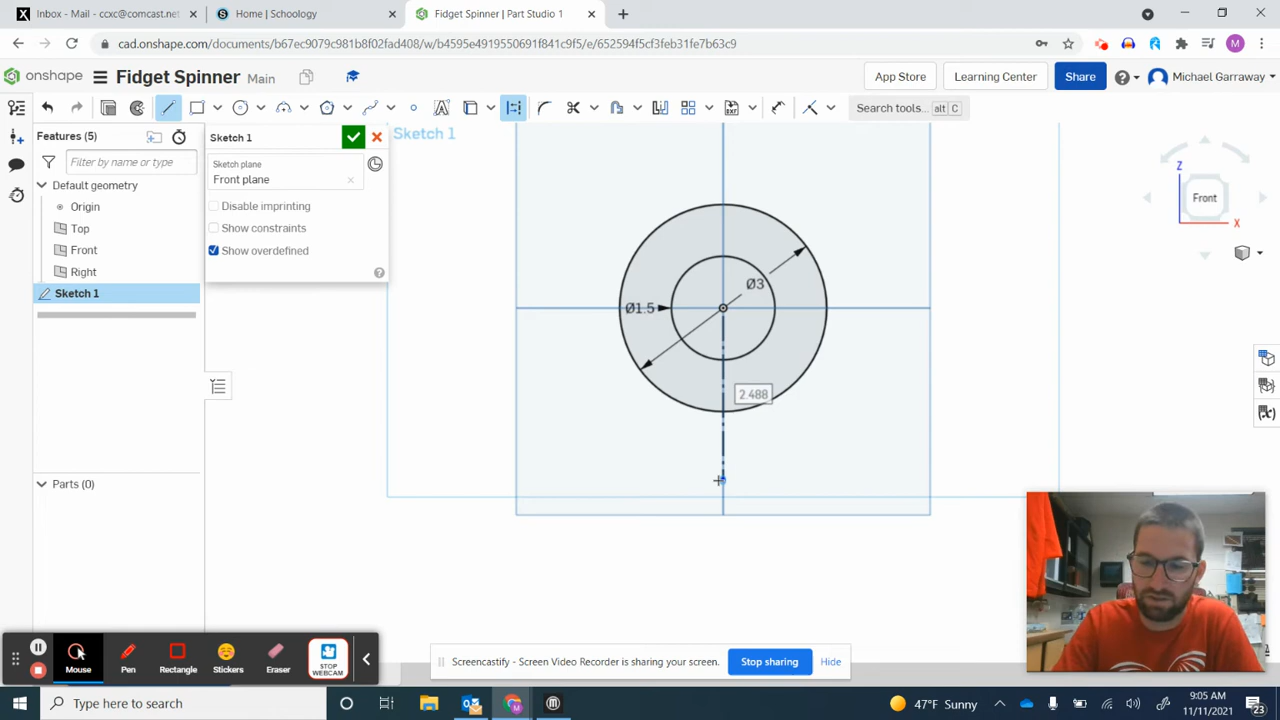 Inbox - Mail - ccxc@comcast.net
Home | Schoology
Fidget Spinner | Part Studio 1
cad.onshape.com/documents/b67ec9079c981b8f02fad408/w/b4595e4019570550691f841c9f5/e/652594f5cf3feb31fe7b63c9
M
onshape
Fidget Spinner Main
App Store
Learning Center
Share
Michael Garraway
Search tools... alt C
Features (5)
Filter by name or type
Default geometry
Origin
Top
Front
Right
Sketch 1
Parts (0)
Sketch 1
Sketch plane
Front plane
Disable imprinting
Show constraints
Show overdefined
Sketch 1
Ø3
Ø1.5
2.488
Z
Front
X
Mouse
Pen
Rectangle
Stickers
Eraser
STOP WEBCAM
Screencastify - Screen Video Recorder is sharing your screen.
Stop sharing
Hide
Type here to search
47°F Sunny
9:05 AM
11/11/2021
23